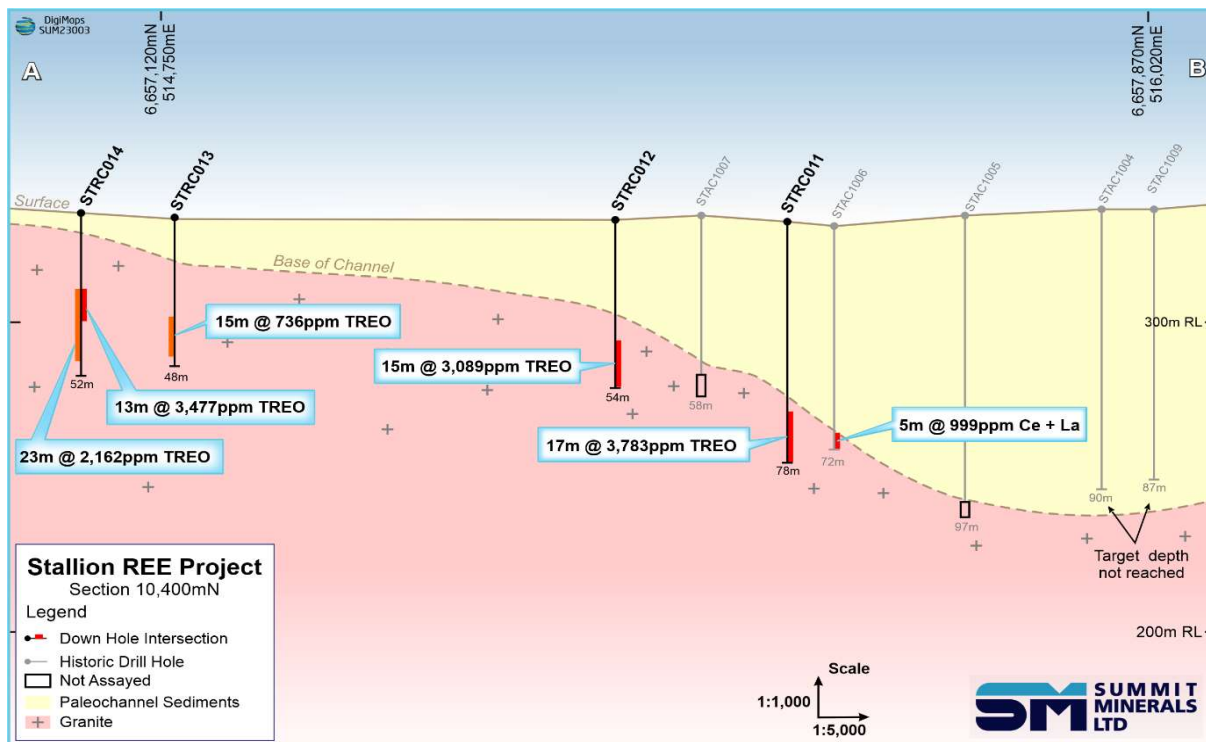 DigiMaps
SUM23003
6,657,120mN
514,750mE
6,657,870mN
516,020mE
A
B
STRC014
STRC013
STRC012
STAC1007
STRC011
STAC1006
STAC1005
STAC1004
STAC1009
Surface
Base of Channel
15m @ 736ppm TREO
300m RL
15m @ 3,089ppm TREO
52m
48m
54m
58m
13m @ 3,477ppm TREO
5m @ 999ppm Ce + La
23m @ 2,162ppm TREO
17m @ 3,783ppm TREO
78m
72m
90m
87m
97m
Target depth
not reached
Stallion REE Project
Section 10,400mN
Legend
Down Hole Intersection
Historic Drill Hole
Not Assayed
Paleochannel Sediments
Granite
200m RL
Scale
1:1,000
1:5,000
SM
SUMMIT
MINERALS
LTD